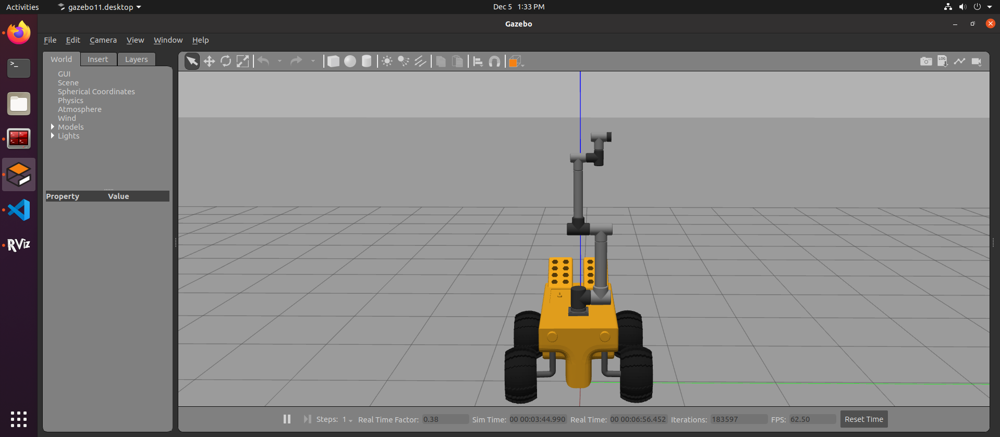 Activities gazebo11.desktop Dec 5 1:33 PM
Gazebo
File Edit Camera View Window Help
World Insert Layers
LOG
GUI
Scene
Spherical Coordinates
Physics
Atmosphere
Wind
Models
Lights
Property Value
RViz
Steps: 1 Real Time Factor: 0.38 Sim Time: 00 00:03:44.990 Real Time: 00 00:06:56.452 Iterations: 183597 FPS: 62.50 Reset Time